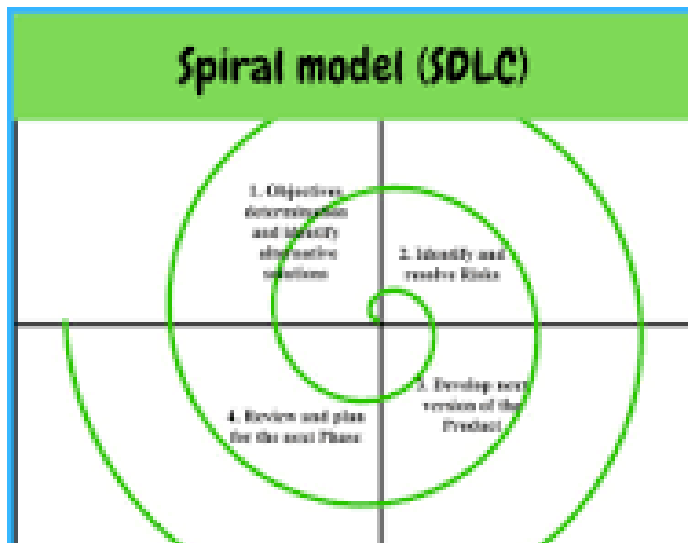 Spiral model (SDLC)
1. Objectives
determination
and identify
alternative
solutions
2. Identify and
resolve Risks
3. Develop next
version of the
Product
4. Review and plan
for the next Phase